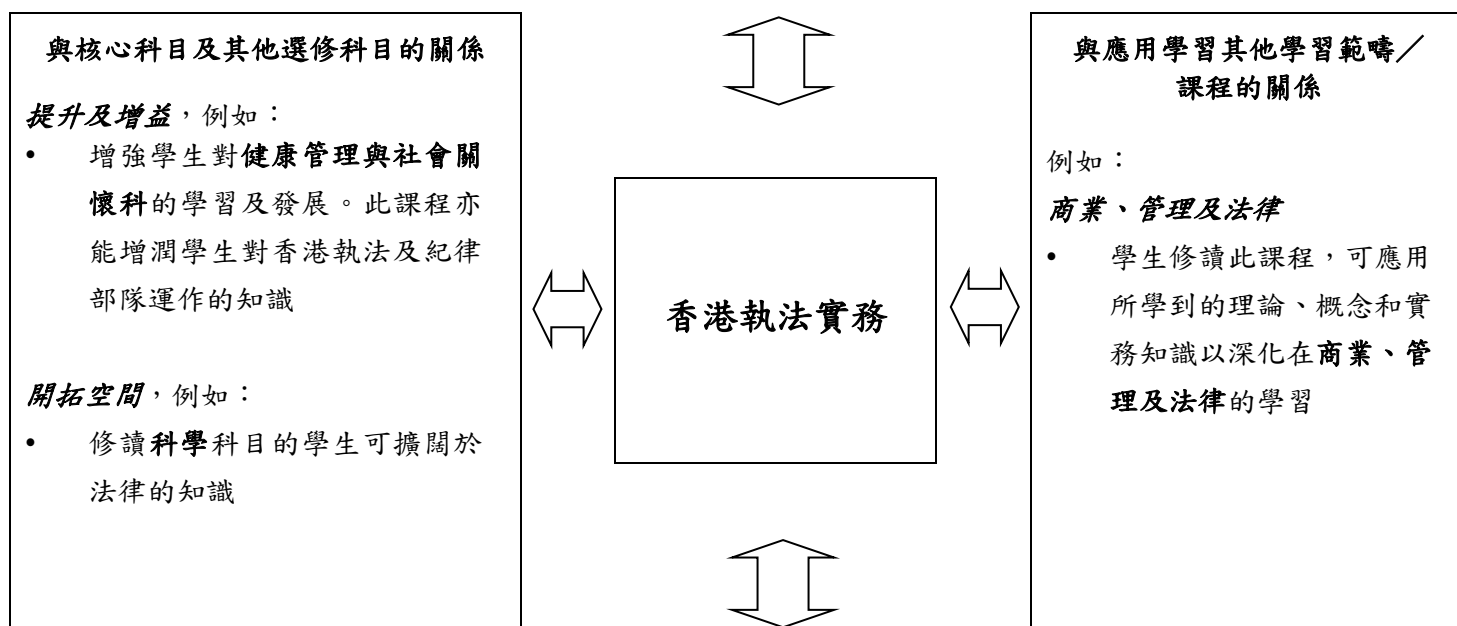 與核心科目及其他選修科目的關係
提升及增益，例如：
• 增強學生對健康管理與社會關
懷科的學習及發展。此課程亦
能增潤學生對香港執法及紀律
部隊運作的知識
開拓空間，例如：
• 修讀科學科目的學生可擴闊於
法律的知識
香港執法實務
與應用學習其他學習範疇／
課程的關係
例如：
商業、管理及法律
• 學生修讀此課程，可應用
所學到的理論、概念和實
務知識以深化在商業、管
理及法律的學習